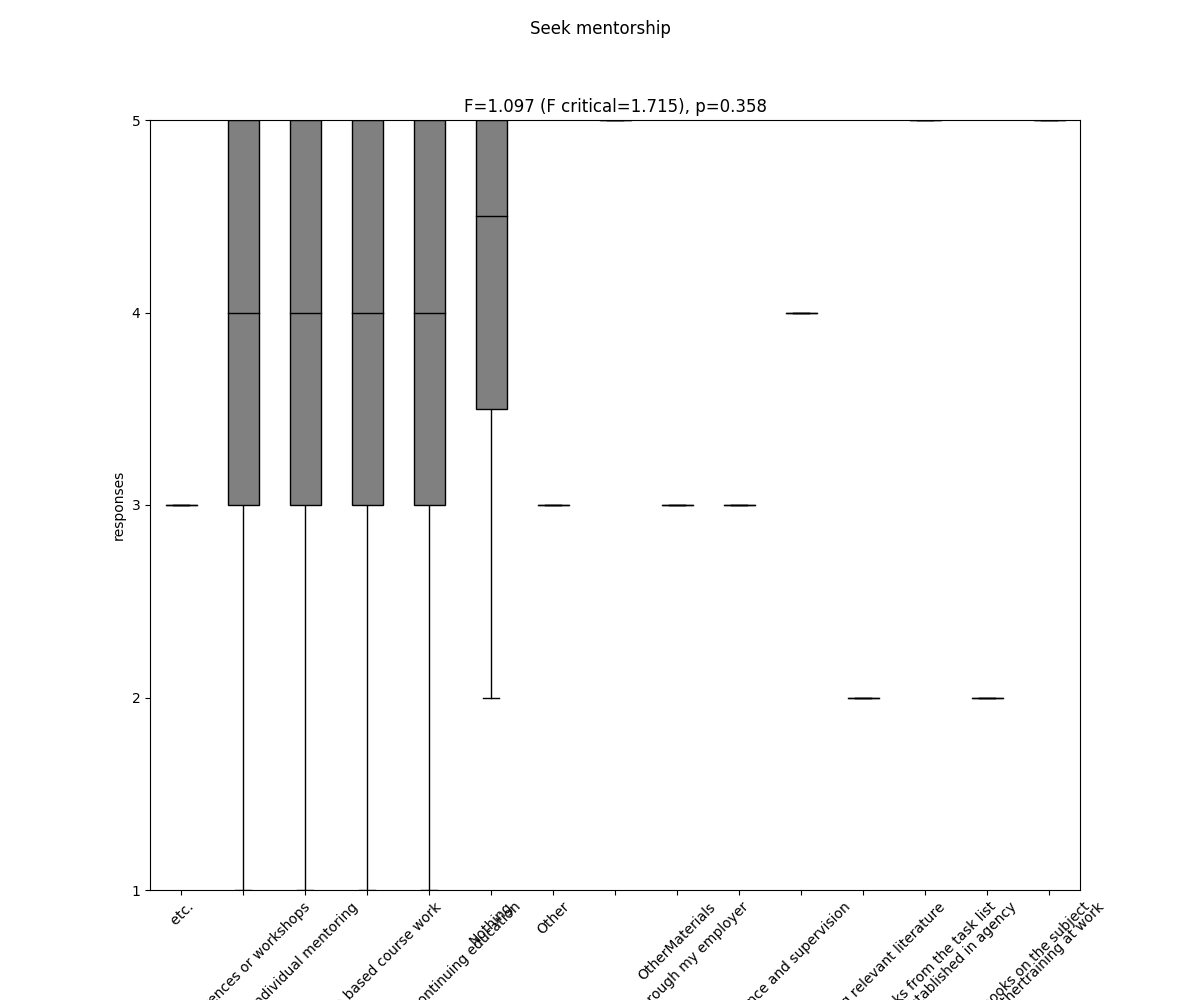 Seek mentorship
F=1.097 (F critical=1.715), p=0.358
5
4
3
2
1
responses
etc.
ences or workshops
ndividual mentoring
based course work
ontinuing education
Nothing
Other
OtherMaterials
rough my employer
nce and supervision
g relevant literature
ks from the task list
tablished in agency
ooks on the subject
training at work